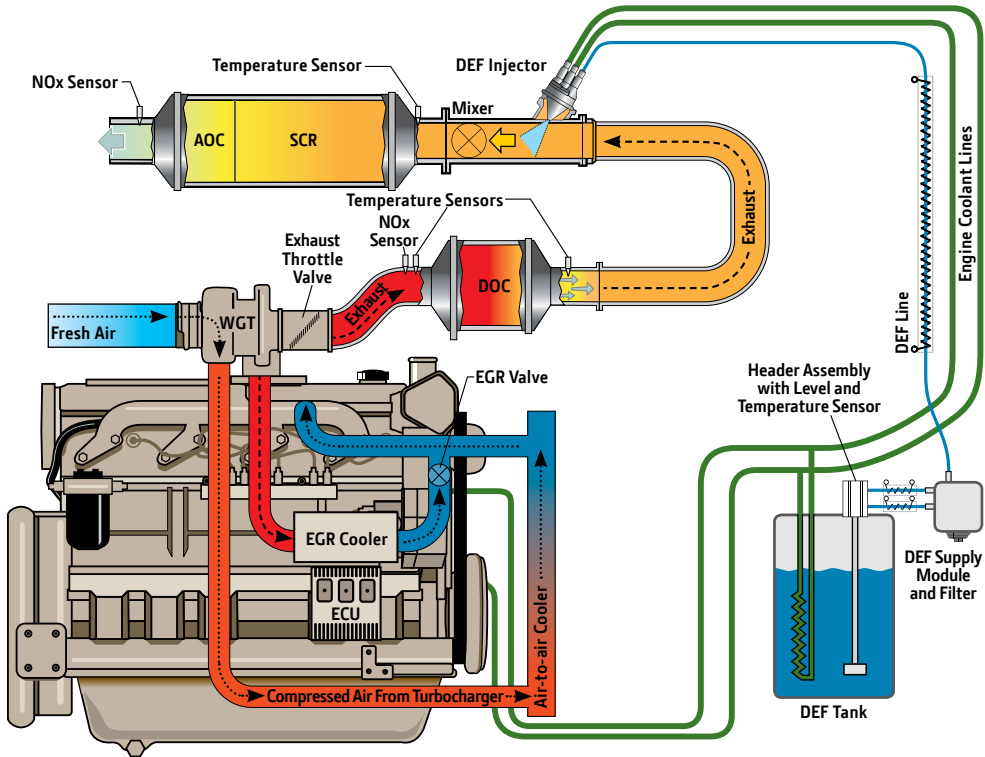 Temperature Sensor
DEF Injector
NOx Sensor
Mixer
AOC
SCR
Engine Coolant Lines
Temperature Sensors
NOx
Sensor
Exhaust
Throttle
Valve
Exhaust
Exhaust
DOC
DEF Line
WGT
Fresh Air
Header Assembly
with Level and
Temperature Sensor
EGR Valve
EGR Cooler
DEF Supply
Module
and Filter
ECU
Air-to-air Cooler
Compressed Air From Turbocharger
DEF Tank